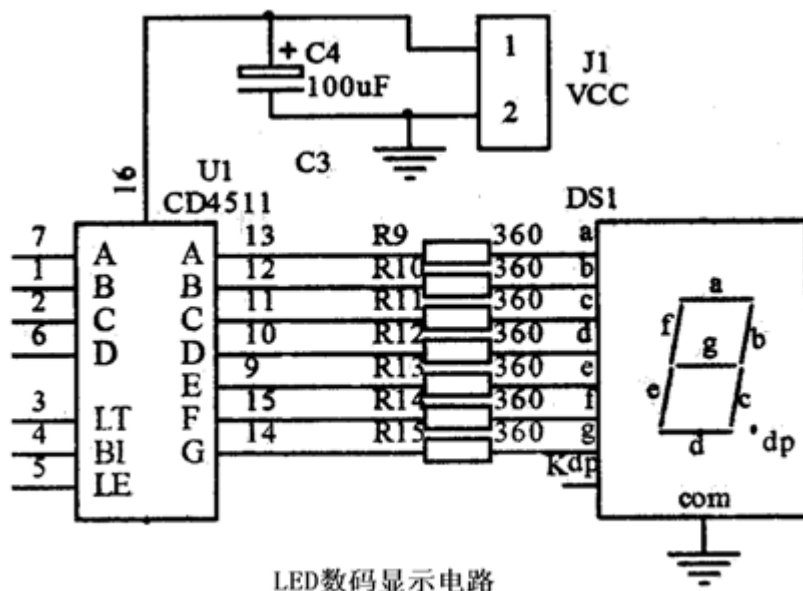 + C4
100uF
1
2
J1
VCC
C3
16
U1
CD4511
DS1
7 A A 13 R9 360 a
1 B B 12 R10 360 b
2 C C 11 R11 360 c
6 D D 10 R12 360 d
E 9 R13 360 e
3 LT F 15 R14 360 f
4 BI G 14 R15 360 g
5 LE
Kdp
a
f
b
g
e
c
d
dp
com
LED数码显示电路